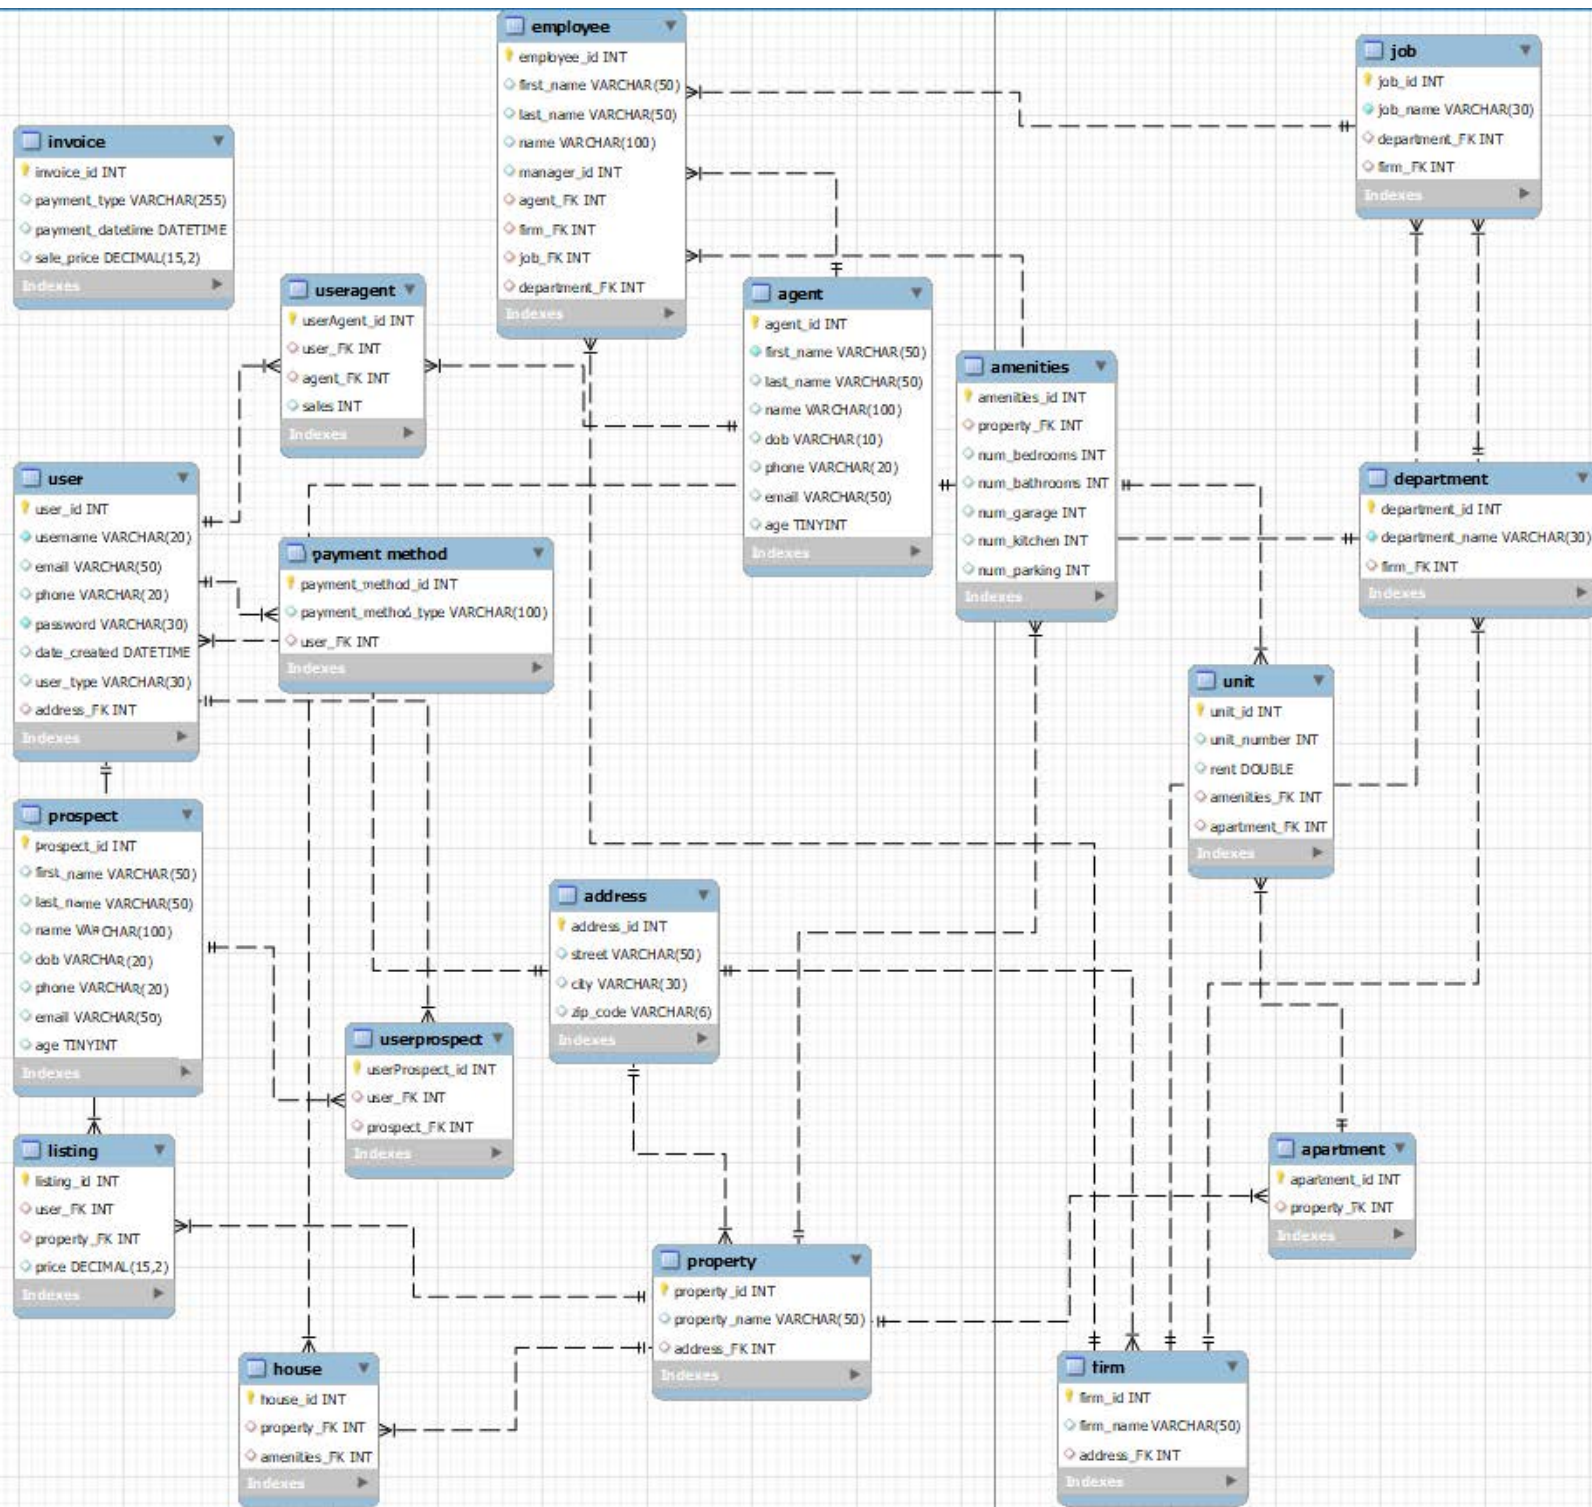 employee
employee_id INT
first_name VARCHAR(50)
last_name VARCHAR(50)
name VARCHAR(100)
manager_id INT
agent_FK INT
firm_FK INT
job_FK INT
department_FK INT
Indexes
job
job_id INT
job_name VARCHAR(30)
department_FK INT
firm_FK INT
Indexes
invoice
invoice_id INT
payment_type VARCHAR(255)
payment_datetime DATETIME
sale_price DECIMAL(15,2)
Indexes
useragent
userAgent_id INT
user_FK INT
agent_FK INT
sales INT
Indexes
agent
agent_id INT
first_name VARCHAR(50)
last_name VARCHAR(50)
name VARCHAR(100)
dob VARCHAR(10)
phone VARCHAR(20)
email VARCHAR(50)
age TINYINT
Indexes
amenities
amenities_id INT
property_FK INT
num_bedrooms INT
num_bathrooms INT
num_garage INT
num_kitchen INT
num_parking INT
Indexes
user
user_id INT
username VARCHAR(20)
email VARCHAR(50)
phone VARCHAR(20)
password VARCHAR(30)
date_created DATETIME
user_type VARCHAR(30)
address_FK INT
Indexes
payment method
payment_method_id INT
payment_method_type VARCHAR(100)
user_FK INT
Indexes
department
department_id INT
department_name VARCHAR(30)
firm_FK INT
Indexes
unit
unit_id INT
unit_number INT
rent DOUBLE
amenities_FK INT
apartment_FK INT
Indexes
prospect
prospect_id INT
first_name VARCHAR(50)
last_name VARCHAR(50)
name VARCHAR(100)
dob VARCHAR(20)
phone VARCHAR(20)
email VARCHAR(50)
age TINYINT
Indexes
address
address_id INT
street VARCHAR(50)
city VARCHAR(30)
zip_code VARCHAR(6)
Indexes
userprospect
userProspect_id INT
user_FK INT
prospect_FK INT
Indexes
listing
listing_id INT
user_FK INT
property_FK INT
price DECIMAL(15,2)
Indexes
apartment
apartment_id INT
property_FK INT
Indexes
property
property_id INT
property_name VARCHAR(50)
address_FK INT
Indexes
house
house_id INT
property_FK INT
amenities_FK INT
Indexes
firm
firm_id INT
firm_name VARCHAR(50)
address_FK INT
Indexes